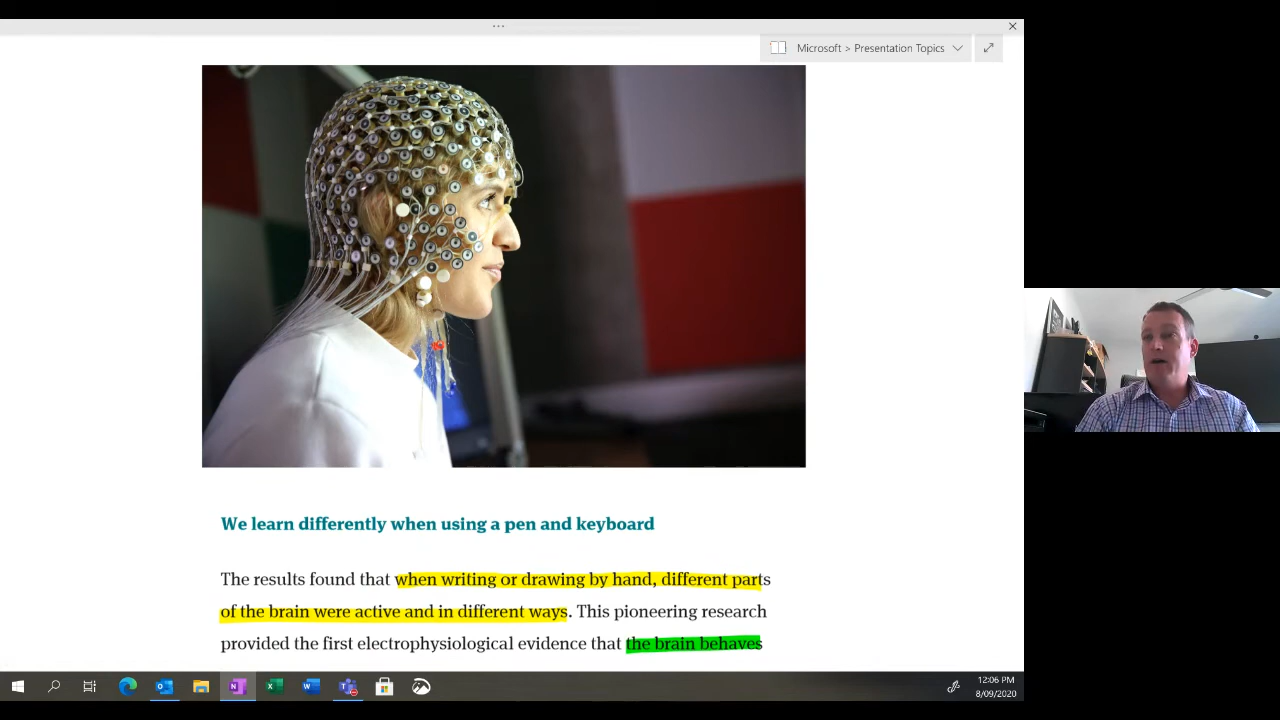 Microsoft > Presentation Topics
We learn differently when using a pen and keyboard
The results found that when writing or drawing by hand, different parts
of the brain were active and in different ways. This pioneering research
provided the first electrophysiological evidence that the brain behaves
12:06 PM
8/09/2020